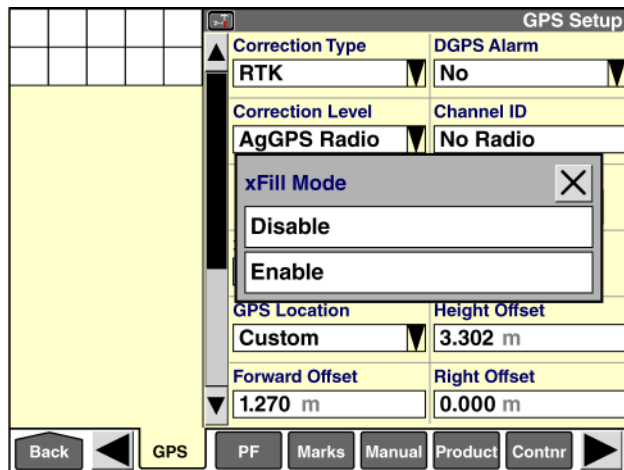 GPS Setup
Correction Type
DGPS Alarm
RTK
No
Correction Level
Channel ID
AgGPS Radio
No Radio
xFill Mode
Disable
Enable
GPS Location
Height Offset
Custom
3.302 m
Forward Offset
Right Offset
1.270 m
0.000 m
Back
GPS
PF
Marks
Manual
Product
Contnr